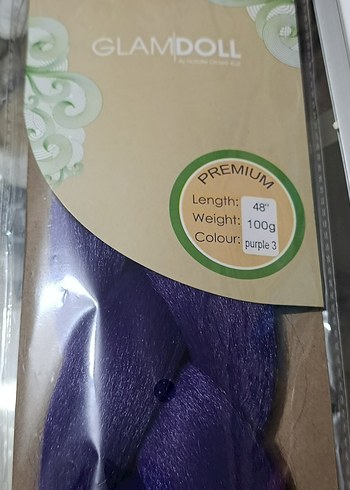 GLAMDOLL
PREMIUM
Length: 48"
Weight: 100g
Colour: purple 3